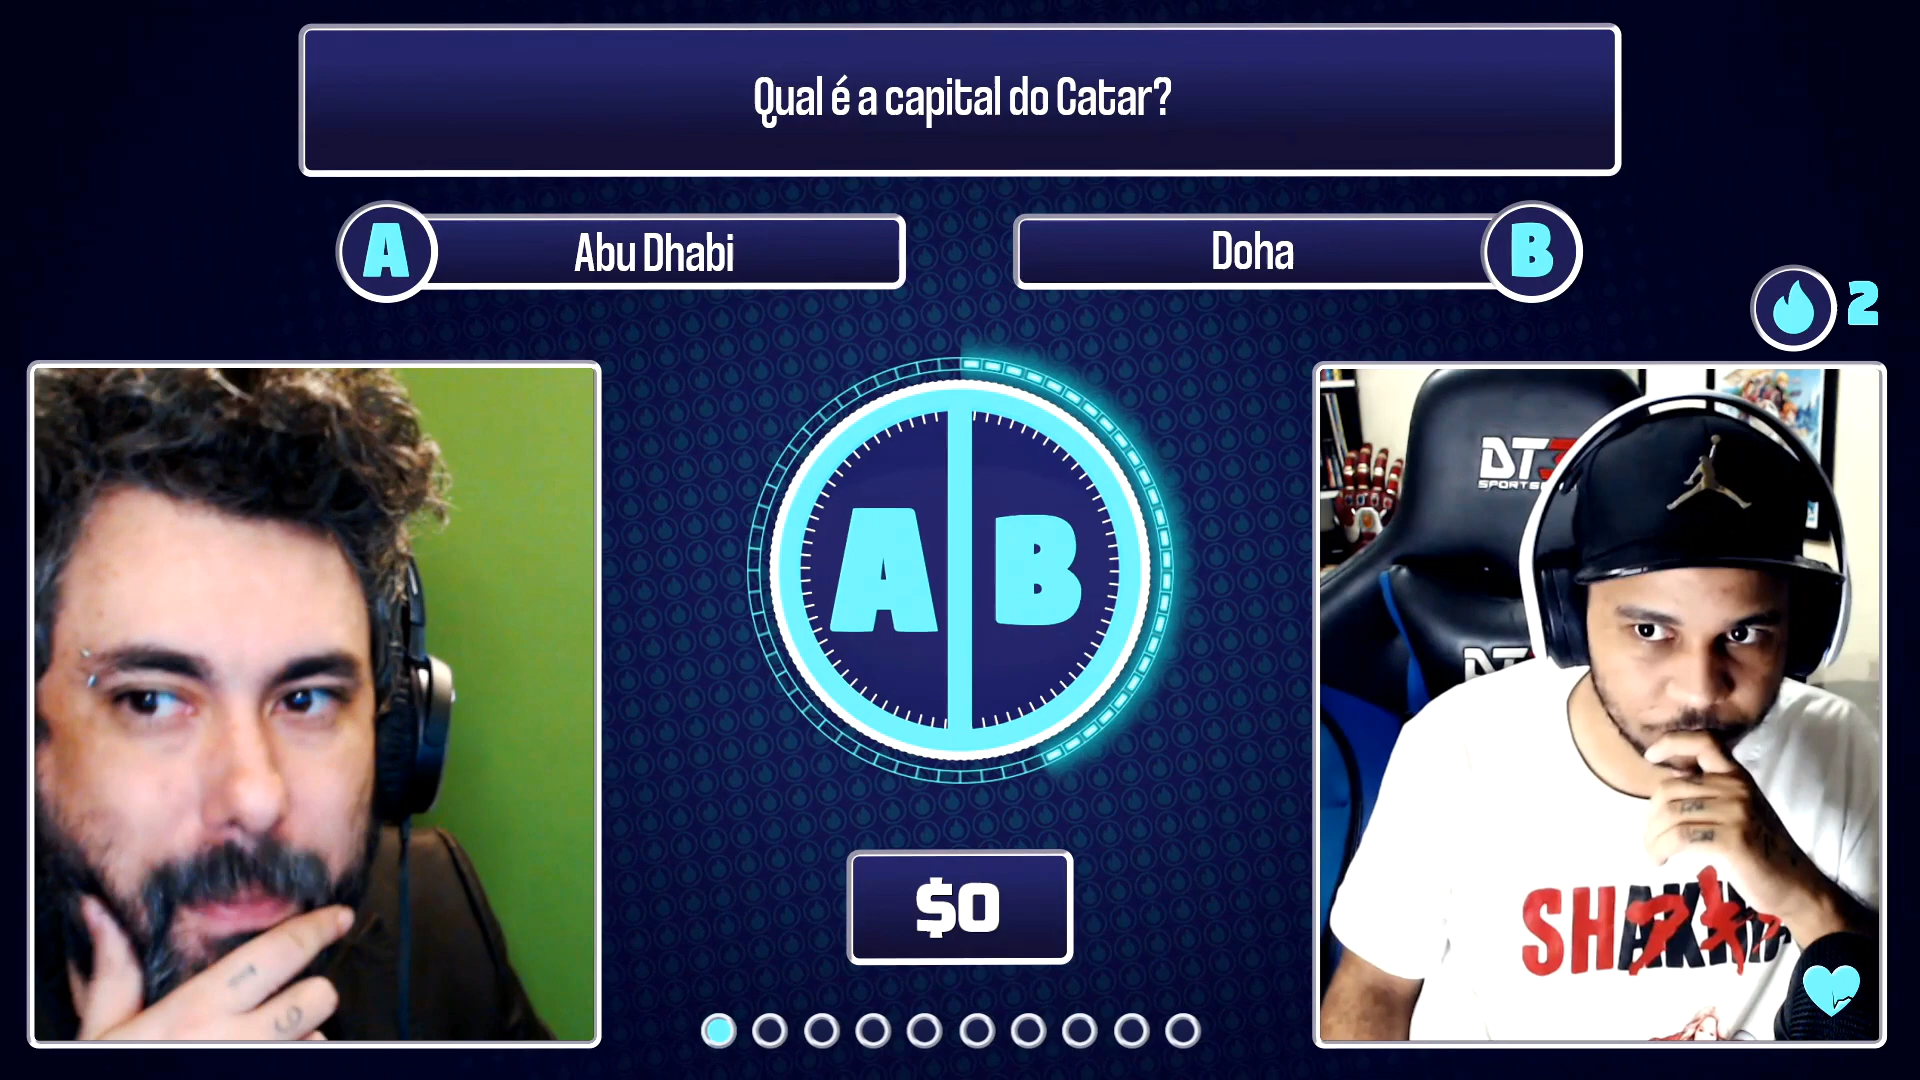 Qual é a capital do Catar?
A
Abu Dhabi
Doha
B
2
A
B
DT3
SPORTS
$0